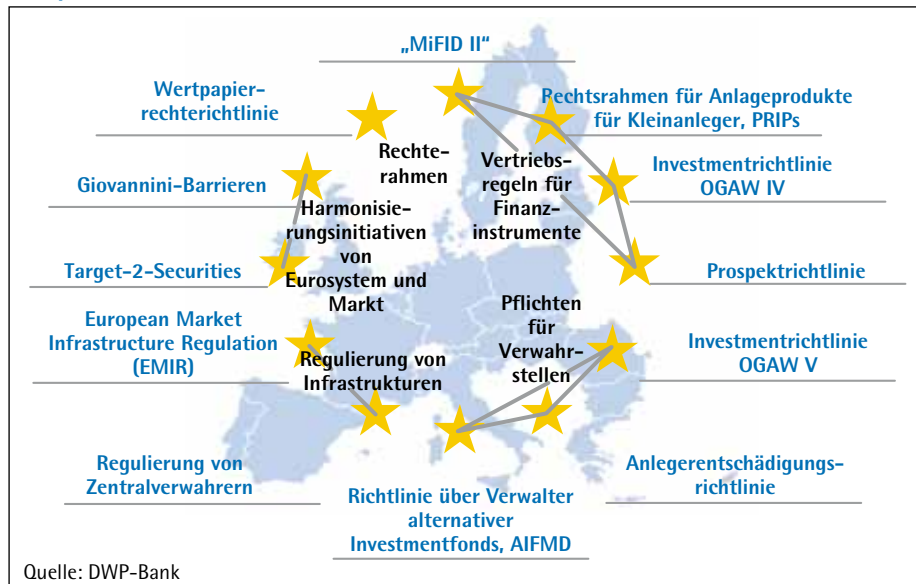 „MiFID II“
Wertpapier-
rechterichtlinie
Rechtsrahmen für Anlageprodukte
für Kleinanleger, PRIPs
Rechte-
rahmen
Vertriebs-
regeln für
Finanz-
instrumente
Giovannini-Barrieren
Investmentrichtlinie
OGAW IV
Harmonisie-
rungsinitiativen
von
Eurosystem und
Markt
Target-2-Securities
Prospektrichtlinie
European Market
Infrastructure Regulation
(EMIR)
Regulierung von
Infrastrukturen
Pflichten
für
Verwahr-
stellen
Investmentrichtlinie
OGAW V
Regulierung von
Zentralverwahrern
Richtlinie über Verwalter
alternativer
Investmentfonds, AIFMD
Anlegerentschädigungs-
richtlinie
Quelle: DWP-Bank